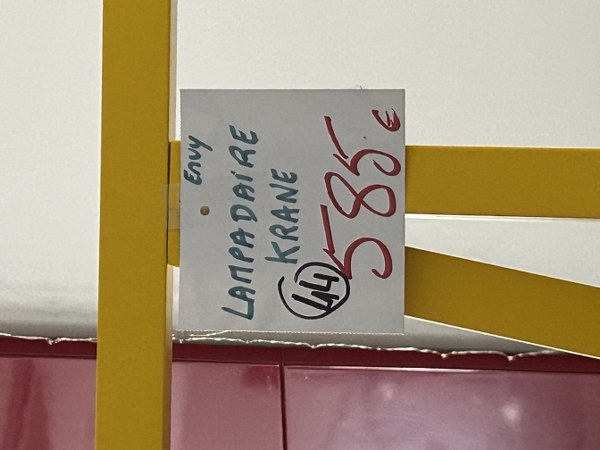 Envy
LAMPADAIRE
KRANE
44 585€